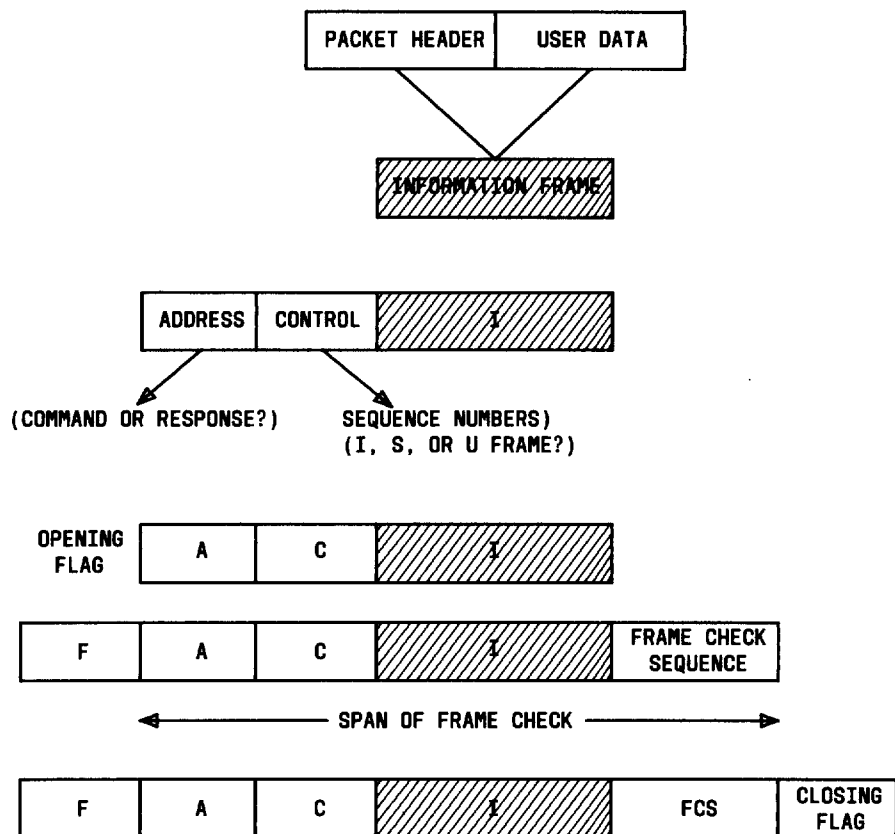 PACKET HEADER USER DATA
INFORMATION FRAME
ADDRESS CONTROL I
(COMMAND OR RESPONSE?) SEQUENCE NUMBERS)
(I, S, OR U FRAME?)
OPENING
FLAG
A C I
F A C I FRAME CHECK
SEQUENCE
SPAN OF FRAME CHECK
F A C I FCS CLOSING
FLAG